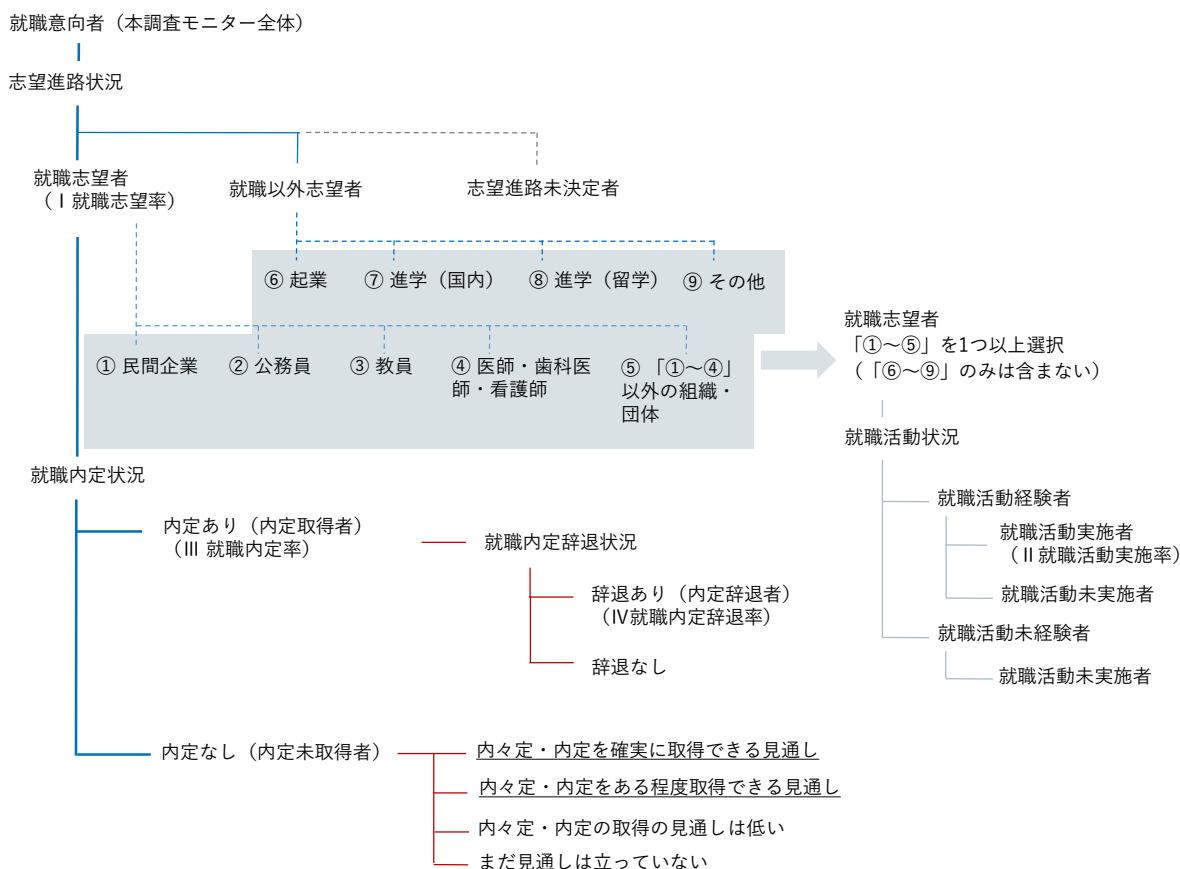 就職意向者（本調査モニター全体）
志望進路状況
就職志望者
（Ⅰ就職志望率）
就職以外志望者
志望進路未決定者
⑥ 起業
⑦ 進学（国内）
⑧ 進学（留学）
⑨ その他
① 民間企業
② 公務員
③ 教員
④ 医師・歯科医
師・看護師
⑤ 「①～④」
以外の組織・
団体
就職志望者
「①～⑤」を1つ以上選択
（「⑥～⑨」のみは含まない）
就職活動状況
就職活動経験者
就職活動実施者
（Ⅱ就職活動実施率）
就職活動未実施者
就職活動未経験者
就職活動未実施者
就職内定状況
内定あり（内定取得者）
（Ⅲ 就職内定率）
就職内定辞退状況
辞退あり（内定辞退者）
（Ⅳ就職内定辞退率）
辞退なし
内定なし（内定未取得者）
内々定・内定を確実に取得できる見通し
内々定・内定をある程度取得できる見通し
内々定・内定の取得の見通しは低い
まだ見通しは立っていない